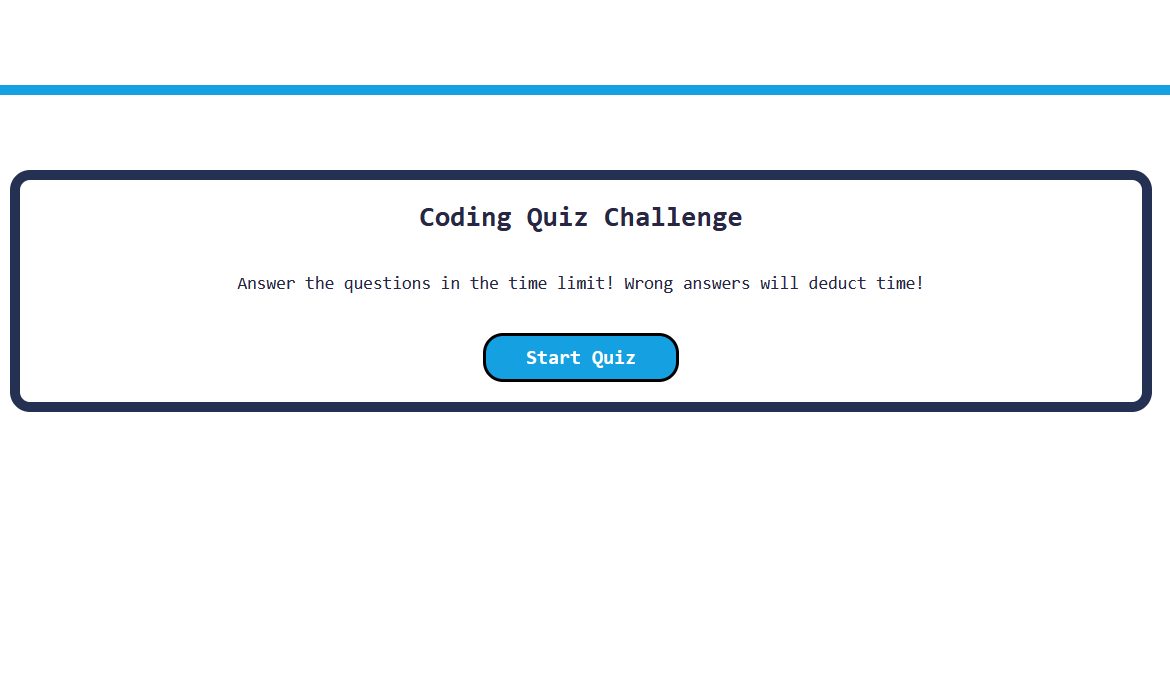 Coding Quiz Challenge
Answer the questions in the time limit! Wrong answers will deduct time!
Start Quiz